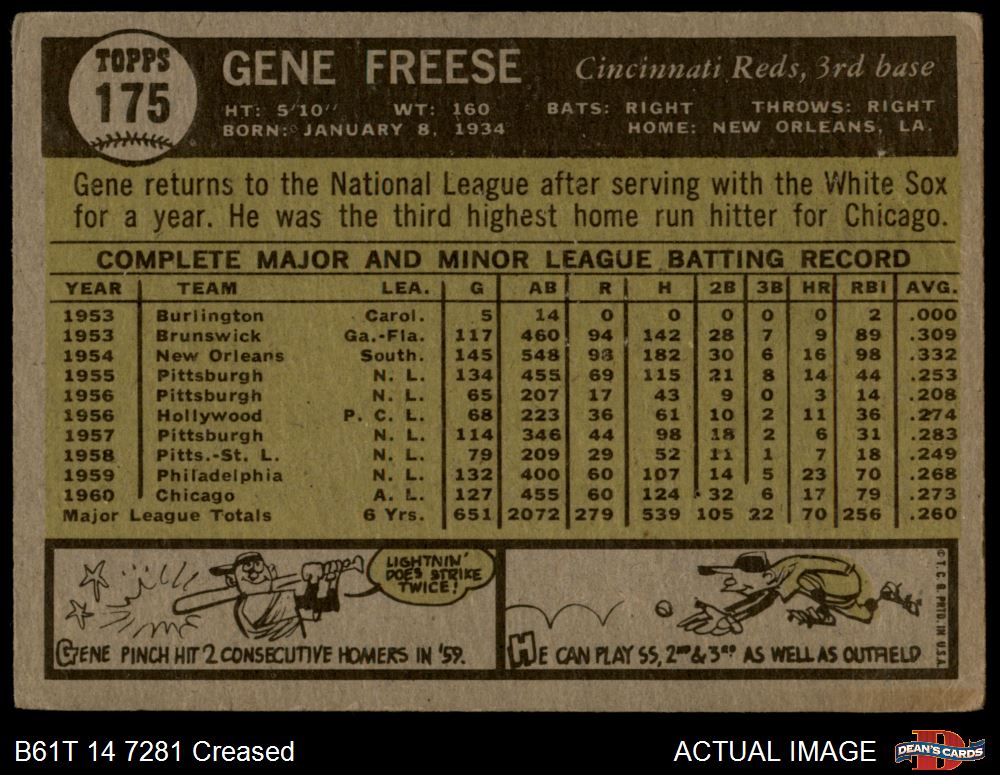 TOPPS
175
GENE FREESE
Cincinnati Reds, 3rd base
HT: 5'10" WT: 160 BATS: RIGHT THROWS: RIGHT
BORN: JANUARY 8, 1934 HOME: NEW ORLEANS, LA.
Gene returns to the National League after serving with the White Sox
for a year. He was the third highest home run hitter for Chicago.
COMPLETE MAJOR AND MINOR LEAGUE BATTING RECORD
YEAR TEAM LEA. G AB R H 2B 3B HR RBI AVG.
1953 Burlington Carol. 5 14 0 0 0 0 0 2 .000
1953 Brunswick Ga.-Fla. 117 460 94 142 28 7 9 89 .309
1954 New Orleans South. 145 548 98 182 30 6 16 98 .332
1955 Pittsburgh N. L. 134 455 69 115 21 8 14 44 .253
1956 Pittsburgh N. L. 65 207 17 43 9 0 3 14 .208
1956 Hollywood P. C. L. 68 223 36 61 10 2 11 36 .274
1957 Pittsburgh N. L. 114 346 44 98 18 2 6 31 .283
1958 Pitts.-St. L. N. L. 79 209 29 52 11 1 7 18 .249
1959 Philadelphia N. L. 132 400 60 107 14 5 23 70 .268
1960 Chicago A. L. 127 455 60 124 32 6 17 79 .273
Major League Totals 6 Yrs. 651 2072 279 539 105 22 70 256 .260
LIGHTNIN'
DOES STRIKE
TWICE!
GENE PINCH HIT 2 CONSECUTIVE HOMERS IN '59.
HE CAN PLAY SS, 2ND & 3RD AS WELL AS OUTFIELD
© T. C. G. PRTD. IN U.S.A.
B61T 14 7281 Creased
ACTUAL IMAGE
DEAN'S CARDS